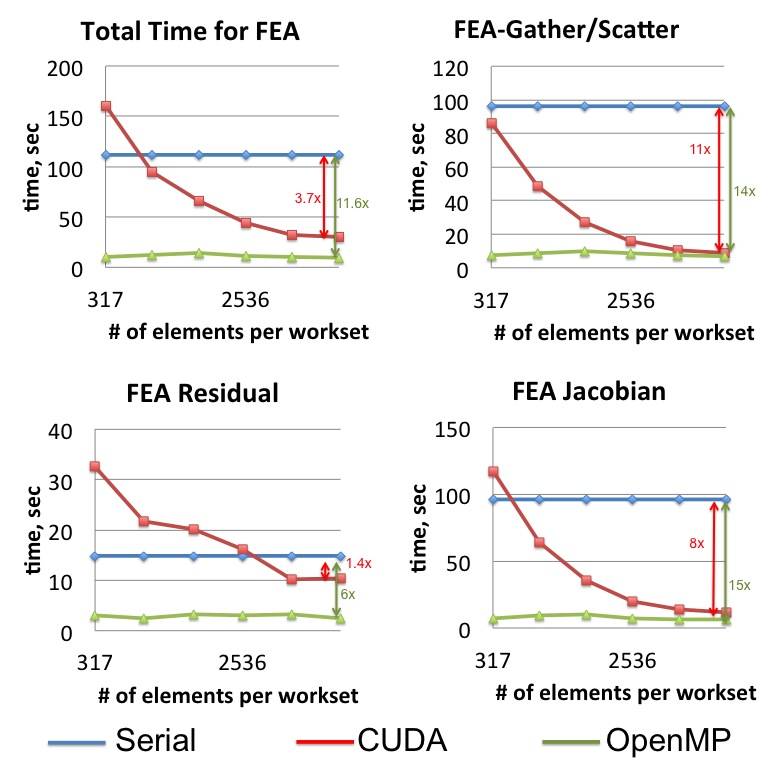 Total Time for FEA
200
150
100
50
0
time, sec
3.7x
11.6x
317
2536
# of elements per workset
FEA-Gather/Scatter
120
100
80
60
40
20
0
time, sec
11x
14x
317
2536
# of elements per workset
FEA Residual
40
30
20
10
0
time, sec
1.4x
6x
317
2536
# of elements per workset
FEA Jacobian
150
100
50
0
time, sec
8x
15x
317
2536
# of elements per workset
Serial
CUDA
OpenMP